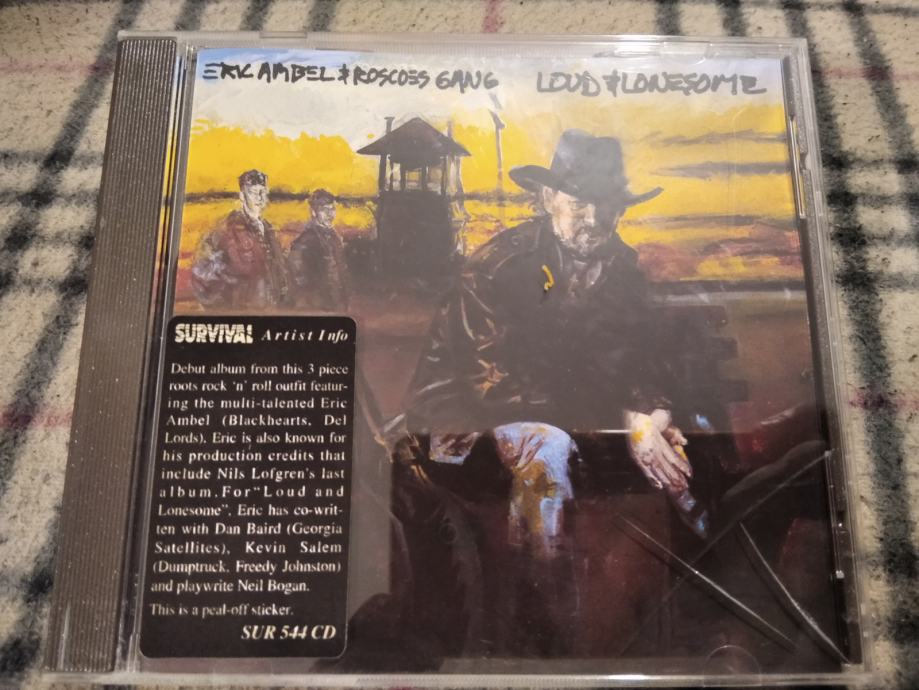 ERIC AMBEL & ROSCOES GANG LOUD & LONESOME
SURVIVAL Artist Info
Debut album from this 3 piece
roots rock 'n' roll outfit featur-
ing the multi-talented Eric
Ambel (Blackhearts, Del
Lords). Eric is also known for
his production credits that
include Nils Lofgren's last
album. For "Loud and
Lonesome", Eric has co-writ-
ten with Dan Baird (Georgia
Satellites), Kevin Salem
(Dumptruck, Freedy Johnston)
and playwrite Neil Bogan.
This is a peal-off sticker.
SUR 544 CD